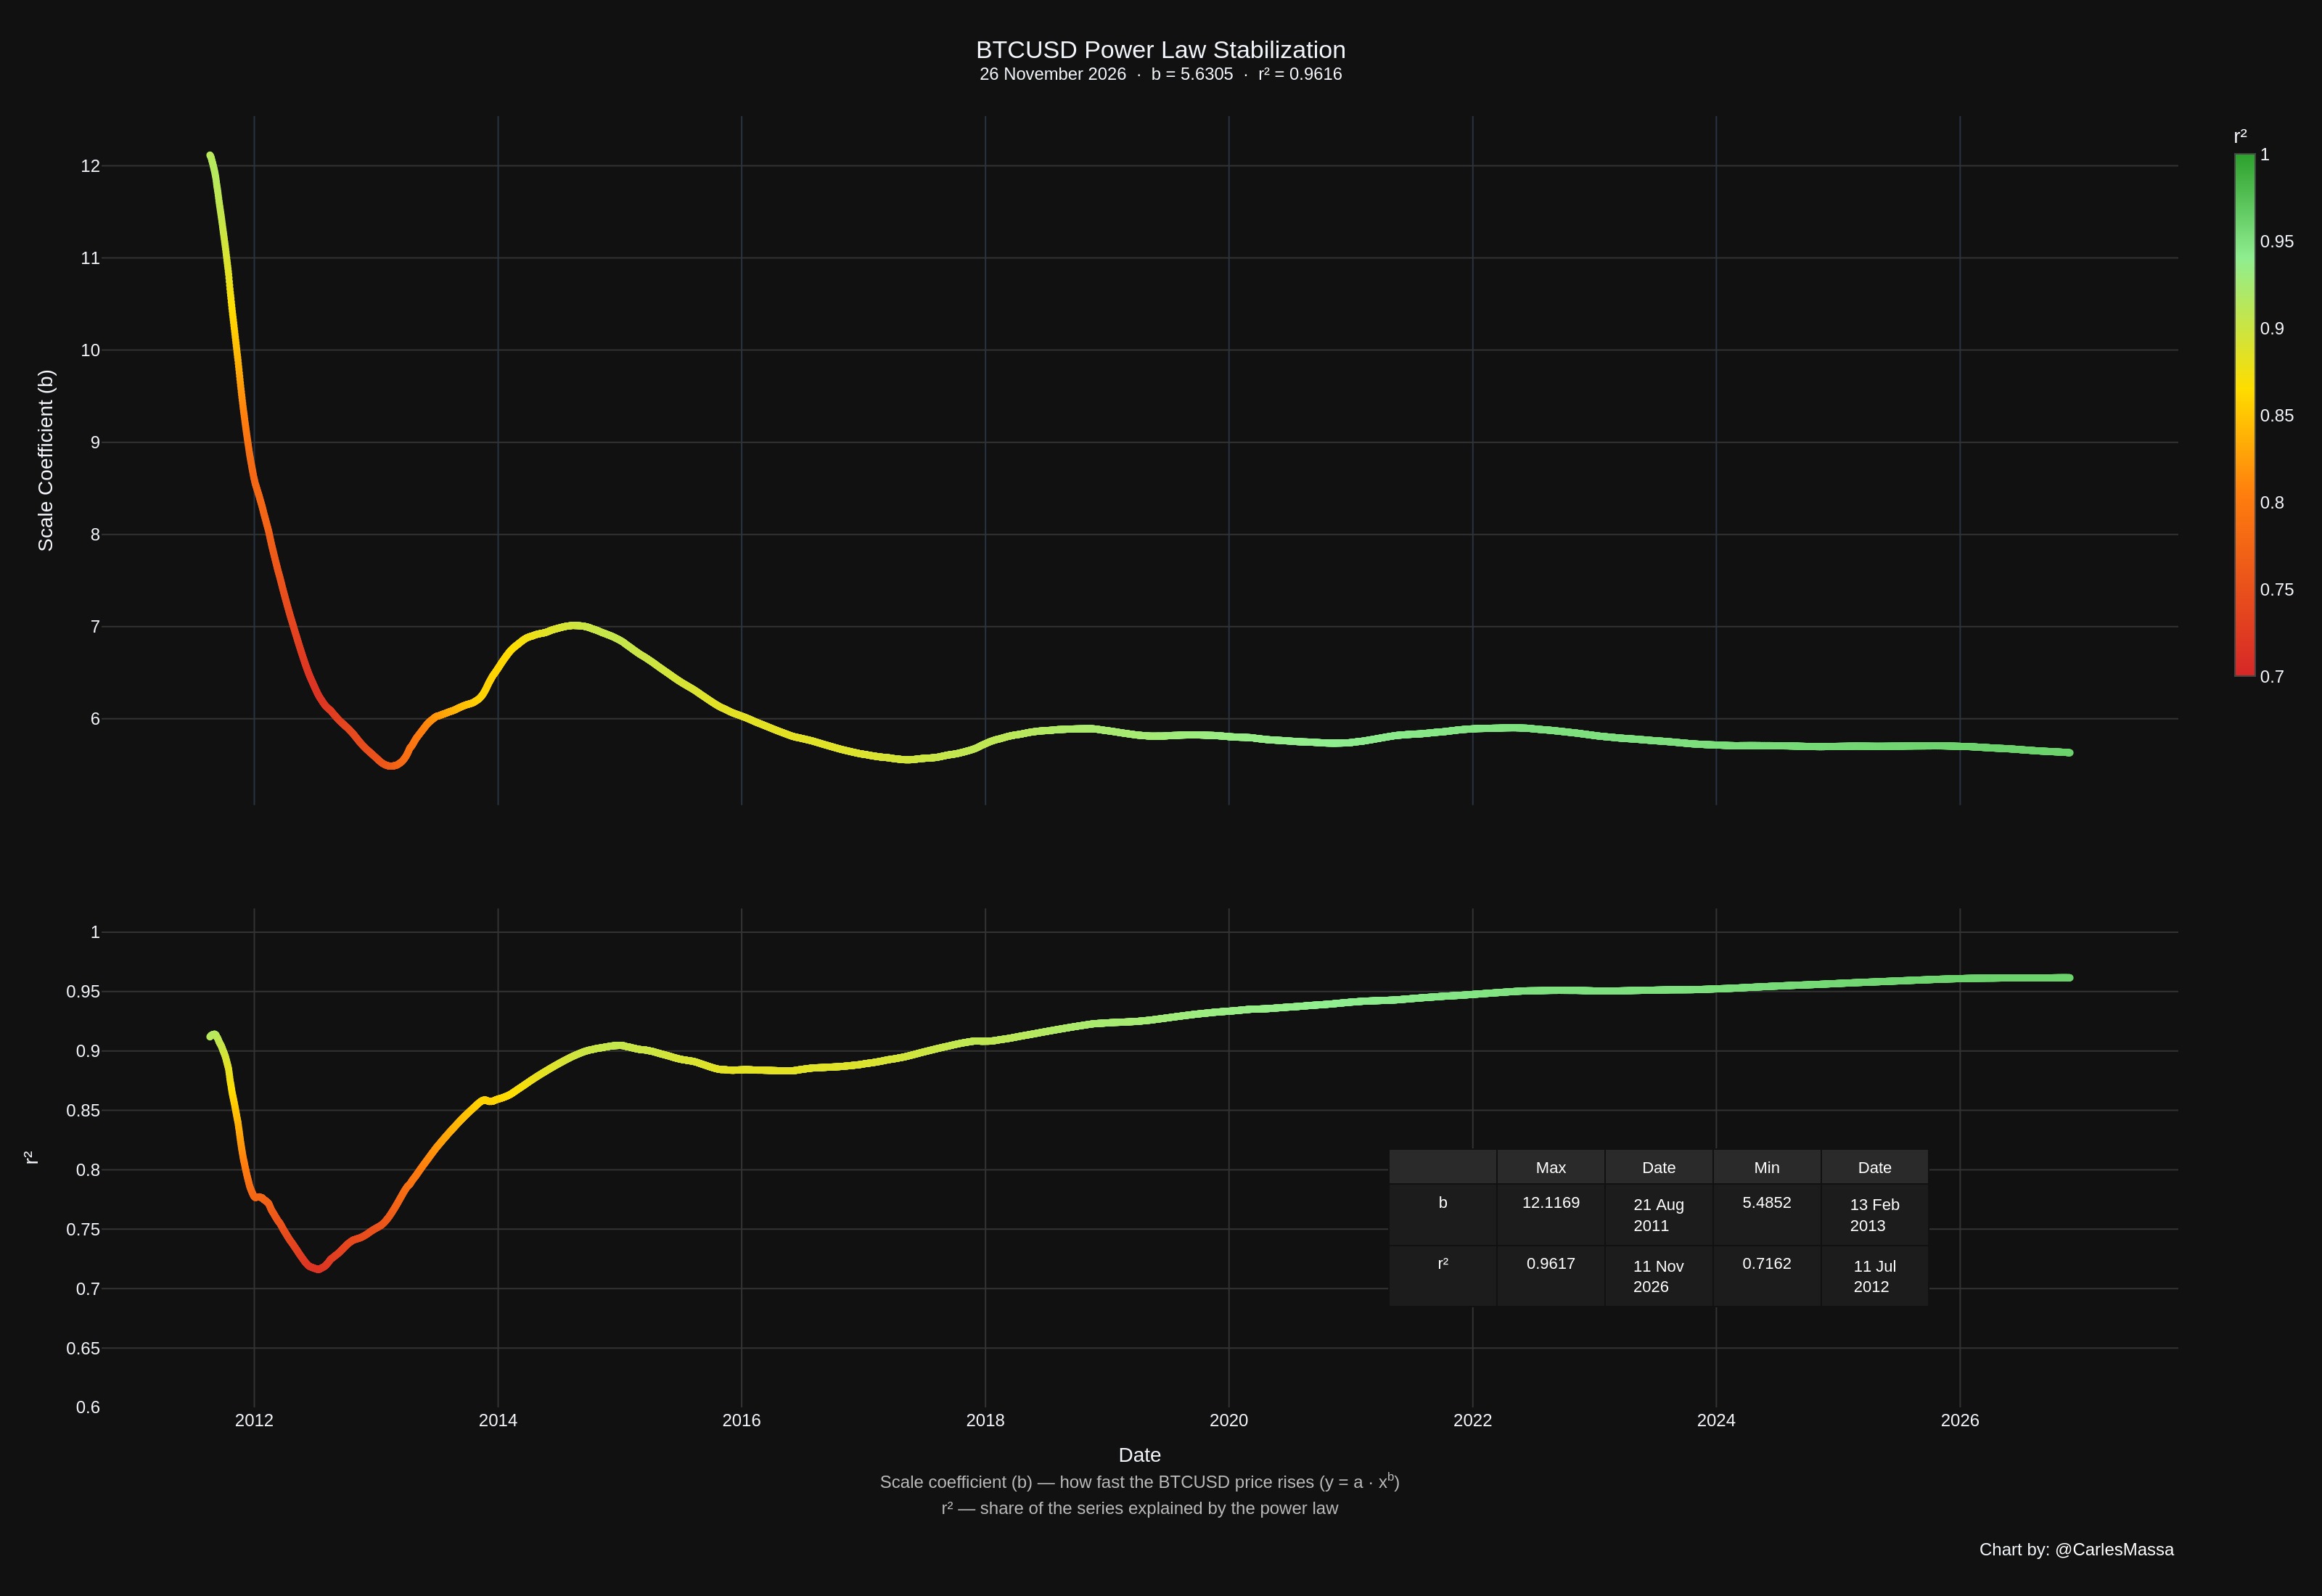 BTCUSD Power Law Stabilization
26 November 2026 · b = 5.6305 · r² = 0.9616
r²
1
0.95
0.9
0.85
0.8
0.75
0.7
Scale Coefficient (b)
12
11
10
9
8
7
6
r²
1
0.95
0.9
0.85
0.8
0.75
0.7
0.65
0.6
Max Date Min Date
b 12.1169 21 Aug 2011 5.4852 13 Feb 2013
r² 0.9617 11 Nov 2026 0.7162 11 Jul 2012
2012 2014 2016 2018 2020 2022 2024 2026
Date
Scale coefficient (b) — how fast the BTCUSD price rises (y = a · xᵇ)
r² — share of the series explained by the power law
Chart by: @CarlesMassa